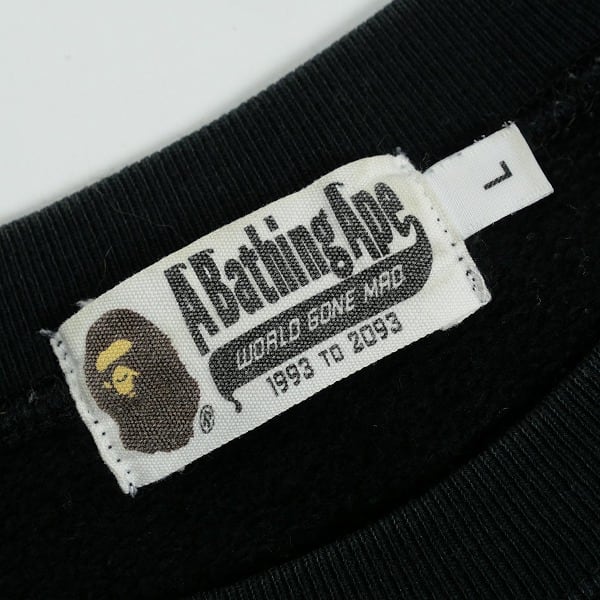 A Bathing Ape
WORLD GONE MAD
1993 TO 2093
®
L